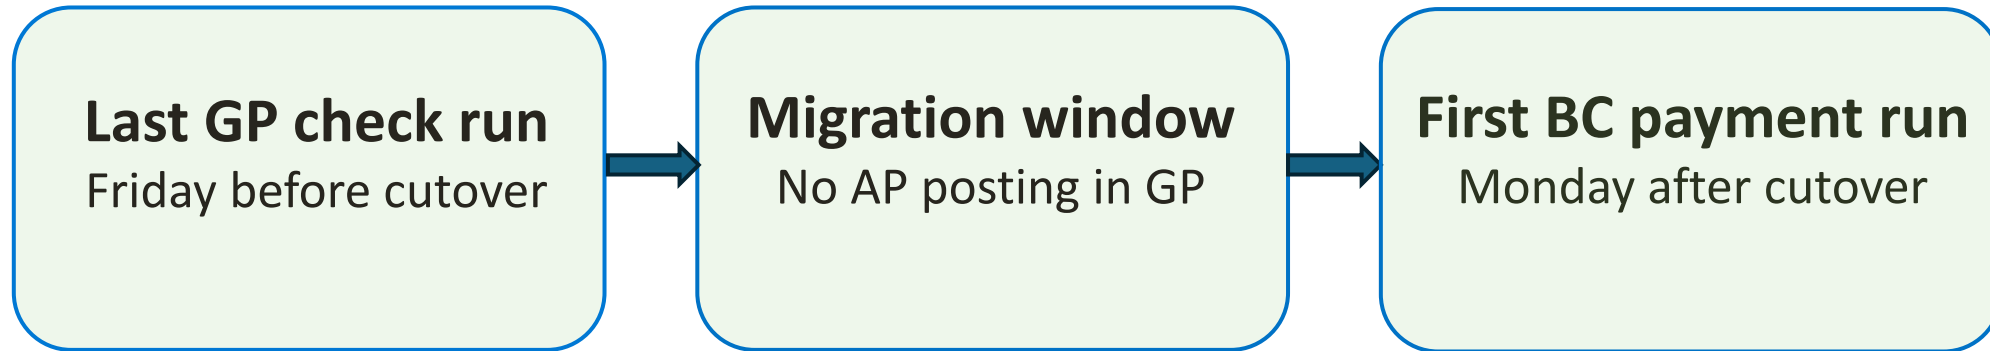 Last GP check run
Friday before cutover
Migration window
No AP posting in GP
First BC payment run
Monday after cutover